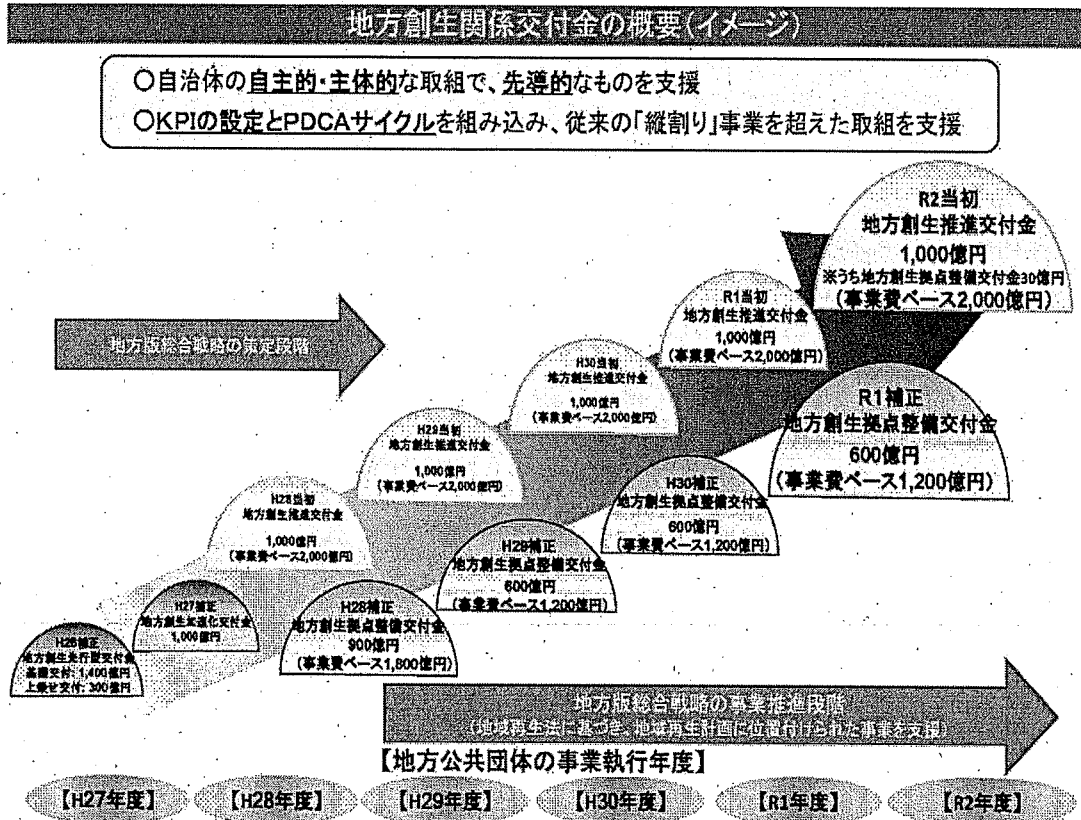 地方創生関係交付金の概要(イメージ)
○自治体の自主的・主体的な取組で、先導的なものを支援
○KPIの設定とPDCAサイクルを組み込み、従来の「縦割り」事業を超えた取組を支援
R2当初
地方創生推進交付金
1,000億円
※うち地方創生拠点整備交付金30億円
(事業費ベース2,000億円)
R1当初
地方創生推進交付金
1,000億円
(事業費ベース2,000億円)
地方版総合戦略の策定段階
H30当初
地方創生推進交付金
1,000億円
(事業費ベース2,000億円)
R1補正
地方創生拠点整備交付金
600億円
(事業費ベース1,200億円)
H29当初
地方創生推進交付金
1,000億円
(事業費ベース2,000億円)
H30補正
地方創生拠点整備交付金
600億円
(事業費ベース1,200億円)
H28当初
地方創生推進交付金
1,000億円
(事業費ベース2,000億円)
H29補正
地方創生拠点整備交付金
600億円
(事業費ベース1,200億円)
H27補正
地方創生加速化交付金
1,000億円
H28補正
地方創生拠点整備交付金
900億円
(事業費ベース1,800億円)
H26補正
地方創生先行型交付金
基礎交付:1,400億円
上乗せ交付:300億円
地方版総合戦略の事業推進段階
(地域再生法に基づき、地域再生計画に位置付けられた事業を支援)
【地方公共団体の事業執行年度】
【H27年度】
【H28年度】
【H29年度】
【H30年度】
【R1年度】
【R2年度】